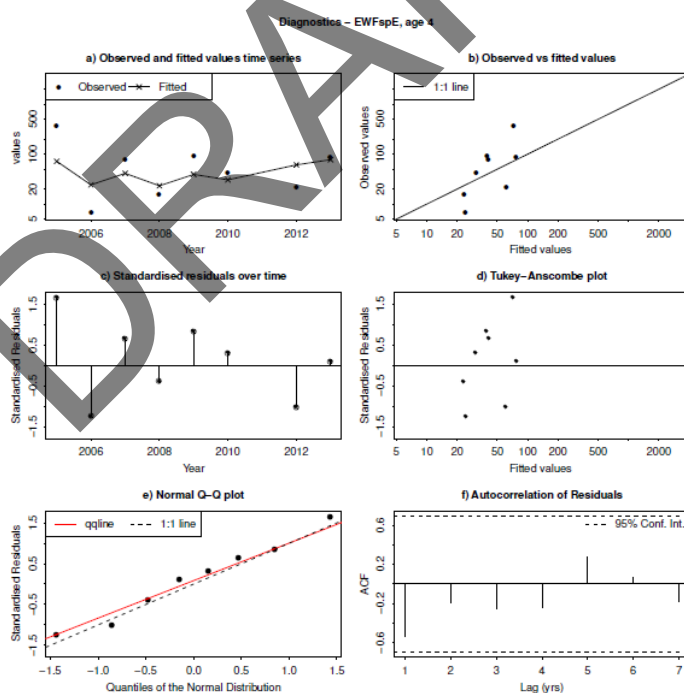 Diagnostics – EWFspE, age 4
a) Observed and fitted values time series
Observed Fitted
values
500
100
20
5
2006 2008 2010 2012
Year
b) Observed vs fitted values
1:1 line
Observed values
500
100
20
5
5 10 20 50 100 200 500 2000
Fitted values
c) Standardised residuals over time
Standardised Residuals
1.5
0.5
−0.5
−1.5
2006 2008 2010 2012
Year
d) Tukey−Anscombe plot
Standardised Residuals
1.5
0.5
−0.5
−1.5
5 10 20 50 100 200 500 2000
Fitted values
e) Normal Q−Q plot
qqline 1:1 line
Standardised Residuals
1.5
0.5
−0.5
−1.5
−1.5 −1.0 −0.5 0.0 0.5 1.0 1.5
Quantiles of the Normal Distribution
f) Autocorrelation of Residuals
95% Conf. Int.
ACF
0.6
0.2
−0.2
−0.6
1 2 3 4 5 6 7
Lag (yrs)
DRA